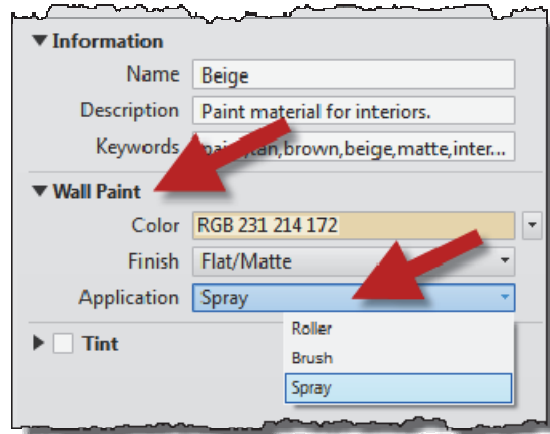 Information
Name Beige
Description Paint material for interiors.
Keywords tan,brown,beige,matte,inter...
Wall Paint
Color RGB 231 214 172
Finish Flat/Matte
Application Spray
Roller
Brush
Spray
Tint